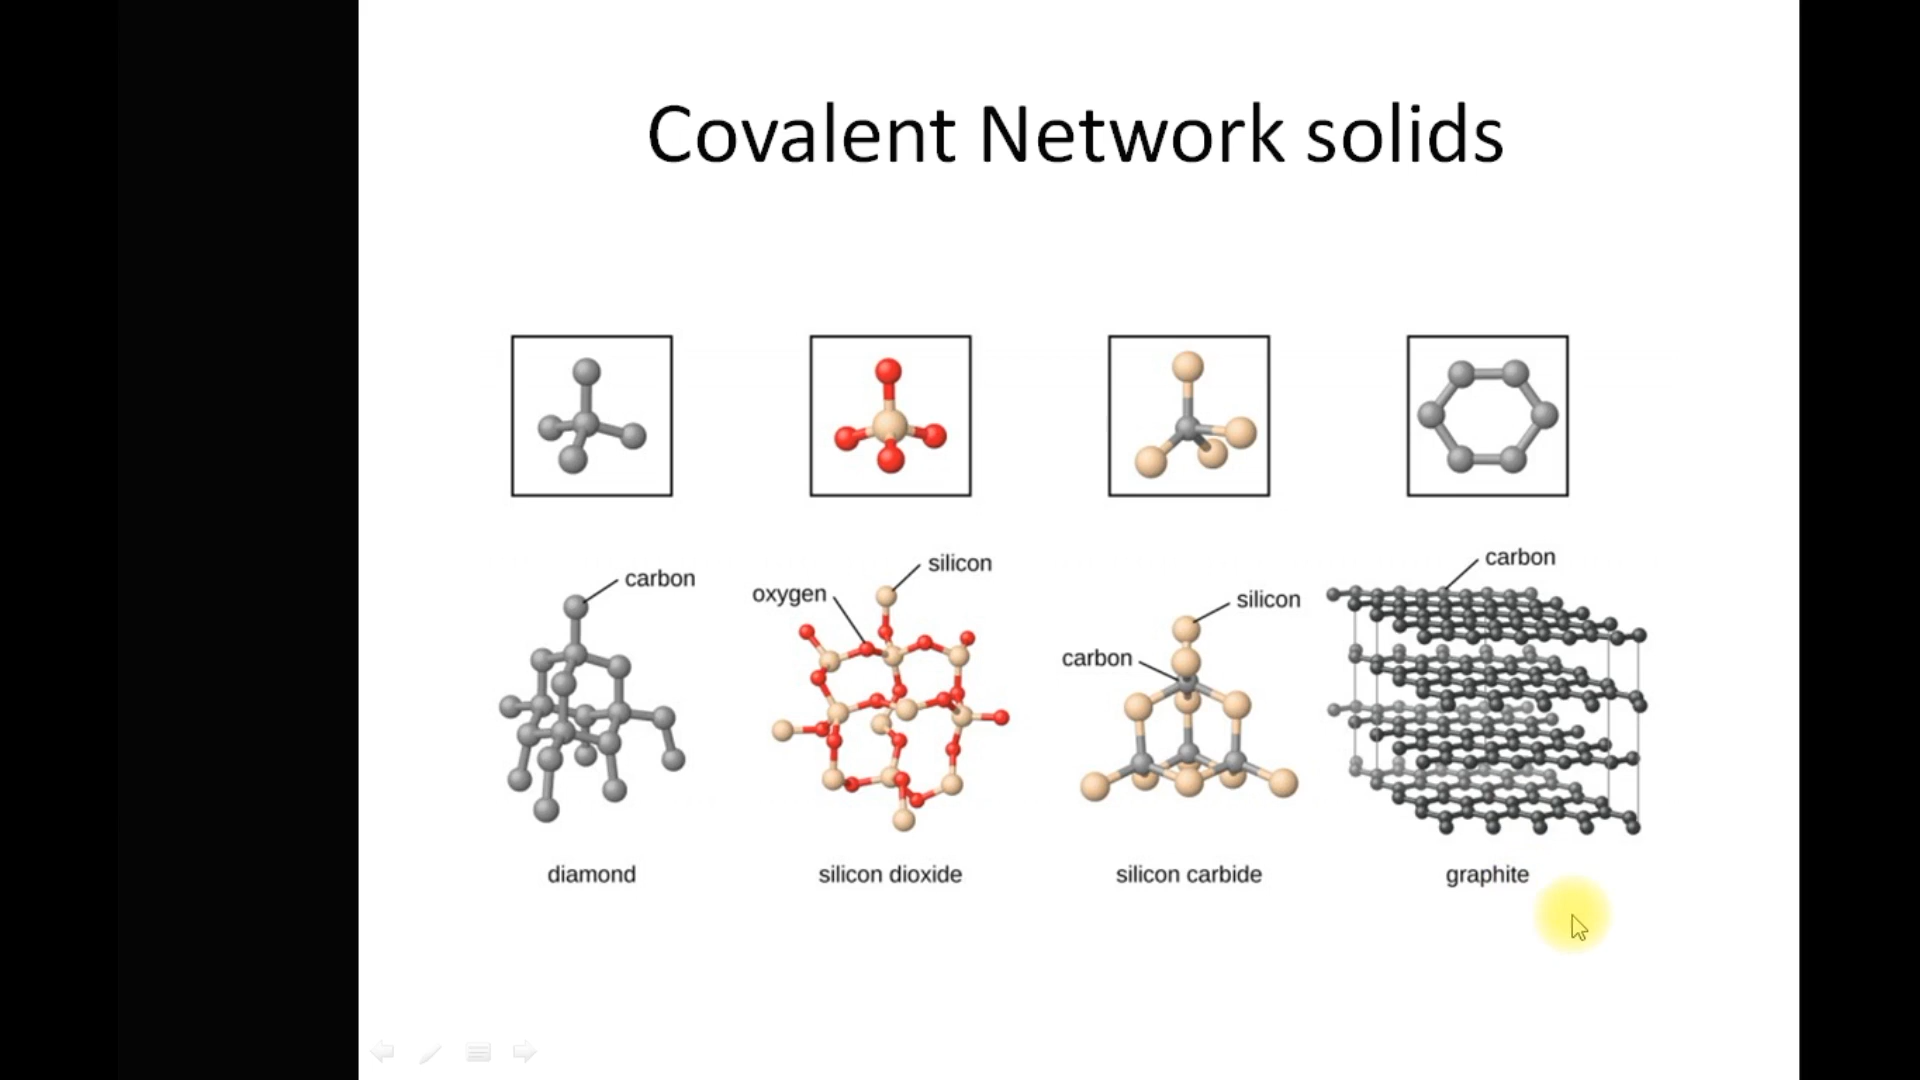 Covalent Network solids
carbon
oxygen
silicon
silicon
carbon
carbon
diamond
silicon dioxide
silicon carbide
graphite